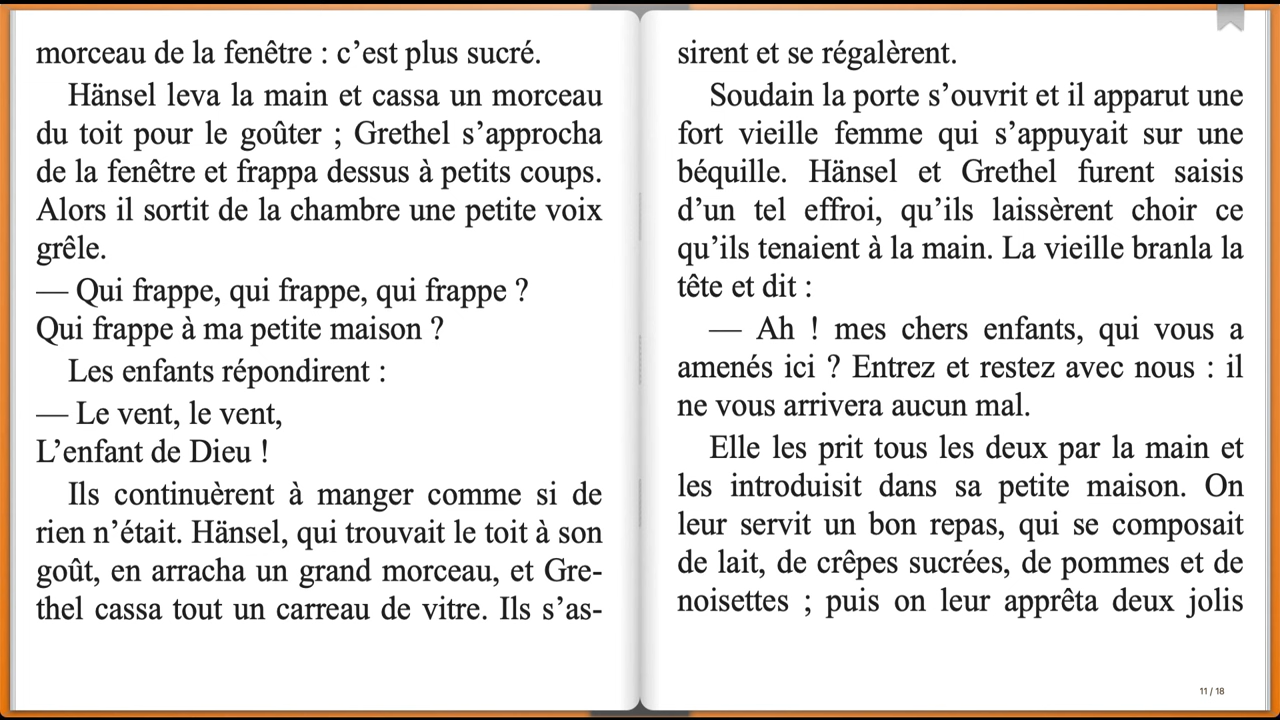 morceau de la fenêtre : c’est plus sucré.
Hänsel leva la main et cassa un morceau
du toit pour le goûter ; Grethel s’approcha
de la fenêtre et frappa dessus à petits coups.
Alors il sortit de la chambre une petite voix
grêle.
— Qui frappe, qui frappe, qui frappe ?
Qui frappe à ma petite maison ?
Les enfants répondirent :
— Le vent, le vent,
L’enfant de Dieu !
Ils continuèrent à manger comme si de
rien n’était. Hänsel, qui trouvait le toit à son
goût, en arracha un grand morceau, et Gre-
thel cassa tout un carreau de vitre. Ils s’as-
sirent et se régalèrent.
Soudain la porte s’ouvrit et il apparut une
fort vieille femme qui s’appuyait sur une
béquille. Hänsel et Grethel furent saisis
d’un tel effroi, qu’ils laissèrent choir ce
qu’ils tenaient à la main. La vieille branla la
tête et dit :
— Ah ! mes chers enfants, qui vous a
amenés ici ? Entrez et restez avec nous : il
ne vous arrivera aucun mal.
Elle les prit tous les deux par la main et
les introduisit dans sa petite maison. On
leur servit un bon repas, qui se composait
de lait, de crêpes sucrées, de pommes et de
noisettes ; puis on leur apprêta deux jolis
11 / 18